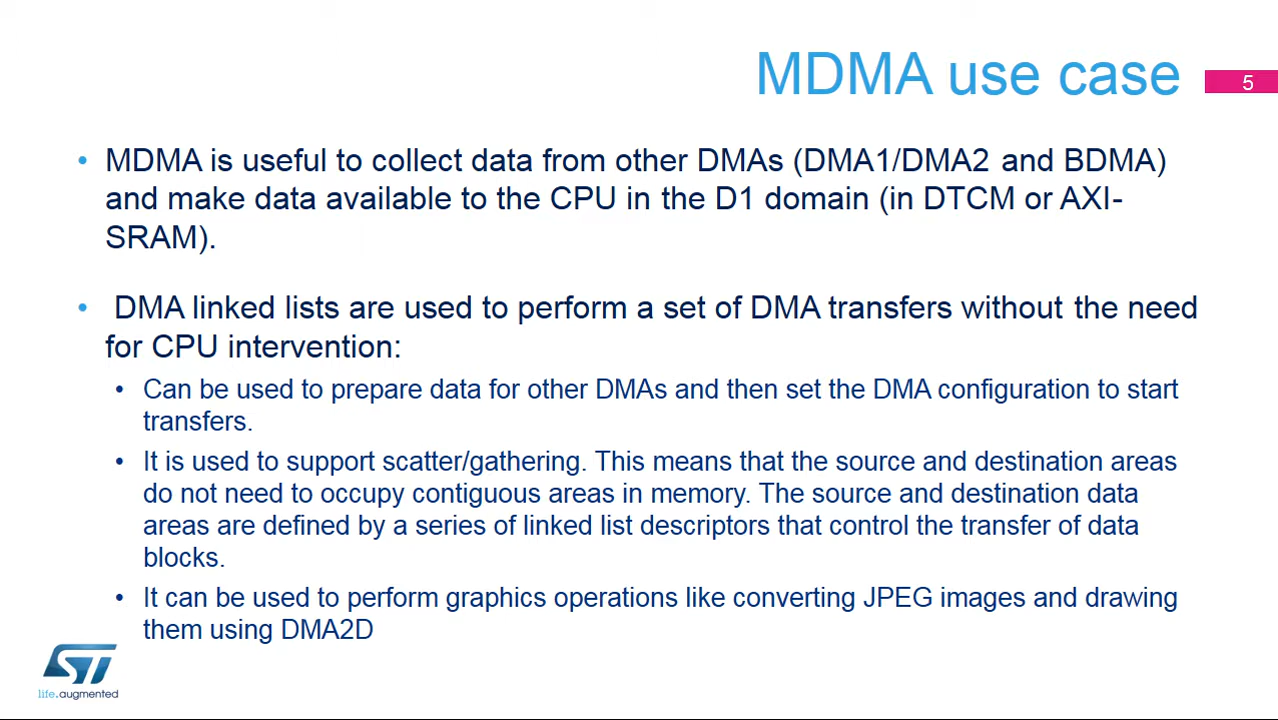 MDMA use case
5
• MDMA is useful to collect data from other DMAs (DMA1/DMA2 and BDMA)
and make data available to the CPU in the D1 domain (in DTCM or AXI-
SRAM).
• DMA linked lists are used to perform a set of DMA transfers without the need
for CPU intervention:
• Can be used to prepare data for other DMAs and then set the DMA configuration to start
transfers.
• It is used to support scatter/gathering. This means that the source and destination areas
do not need to occupy contiguous areas in memory. The source and destination data
areas are defined by a series of linked list descriptors that control the transfer of data
blocks.
• It can be used to perform graphics operations like converting JPEG images and drawing
them using DMA2D
ST
life.augmented